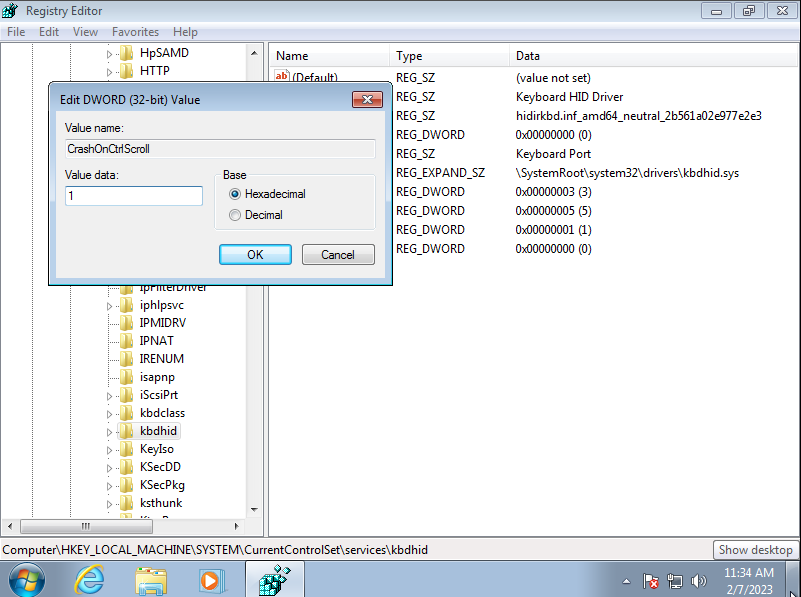 Registry Editor
File Edit View Favorites Help
HpSAMD
HTTP
Name Type Data
ab (Default) REG_SZ (value not set)
REG_SZ Keyboard HID Driver
REG_SZ hidirkbd.inf_amd64_neutral_2b561a02e977e2e3
REG_DWORD 0x00000000 (0)
REG_SZ Keyboard Port
REG_EXPAND_SZ \SystemRoot\system32\drivers\kbdhid.sys
REG_DWORD 0x00000003 (3)
REG_DWORD 0x00000005 (5)
REG_DWORD 0x00000001 (1)
REG_DWORD 0x00000000 (0)
Edit DWORD (32-bit) Value
Value name:
CrashOnCtrlScroll
Value data:
1
Base
Hexadecimal
Decimal
OK Cancel
IpFilterDriver
iphlpsvc
IPMIDRV
IPNAT
IRENUM
isapnp
iScsiPrt
kbdclass
kbdhid
KeyIso
KSecDD
KSecPkg
ksthunk
Computer\HKEY_LOCAL_MACHINE\SYSTEM\CurrentControlSet\services\kbdhid
Show desktop
11:34 AM
2/7/2023